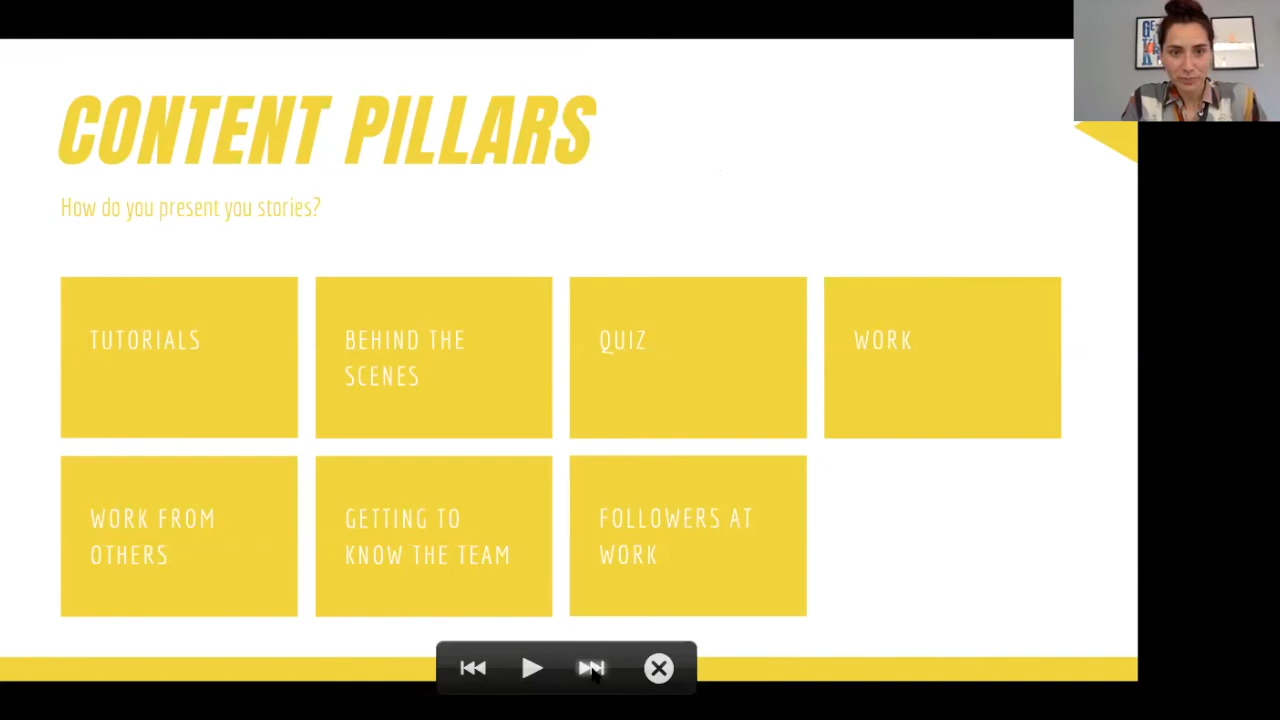 CONTENT PILLARS
How do you present you stories?
TUTORIALS
BEHIND THE
SCENES
QUIZ
WORK
WORK FROM
OTHERS
GETTING TO
KNOW THE TEAM
FOLLOWERS AT
WORK